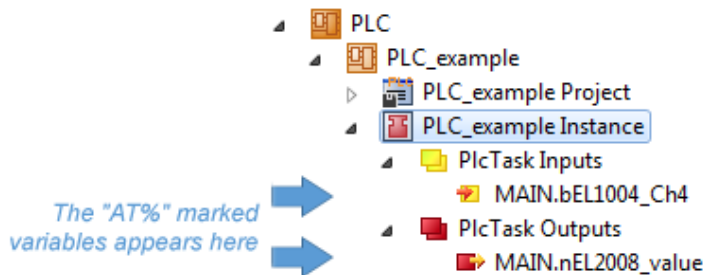 PLC
PLC_example
PLC_example Project
PLC_example Instance
PlcTask Inputs
MAIN.bEL1004_Ch4
The "AT%" marked
variables appears here
PlcTask Outputs
MAIN.nEL2008_value